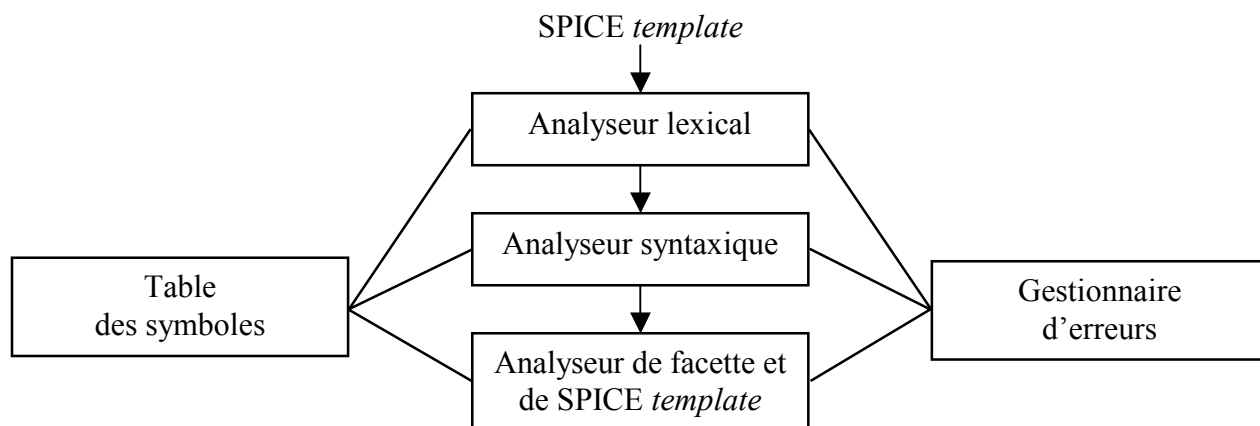 SPICE template
Analyseur lexical
Analyseur syntaxique
Table
des symboles
Gestionnaire
d’erreurs
Analyseur de facette et
de SPICE template